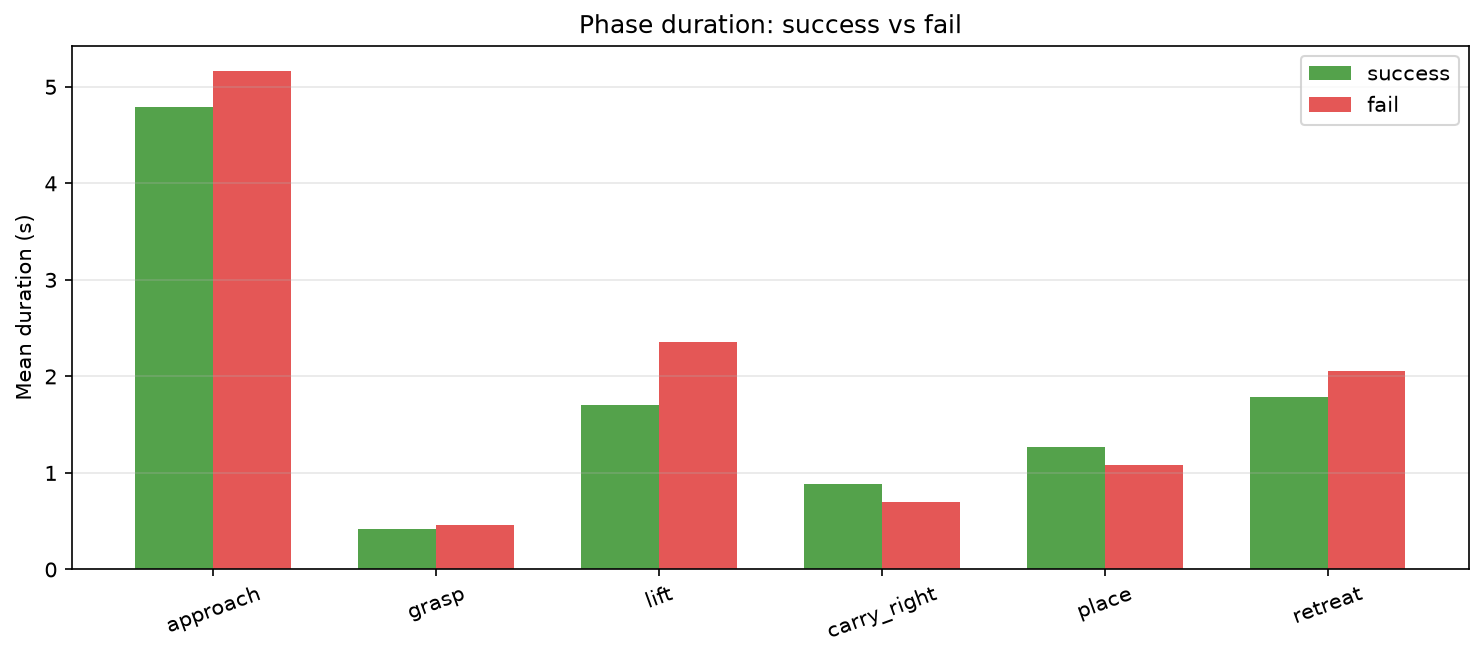 Phase duration: success vs fail
success
fail
Mean duration (s)
5
4
3
2
1
0
approach
grasp
lift
carry_right
place
retreat